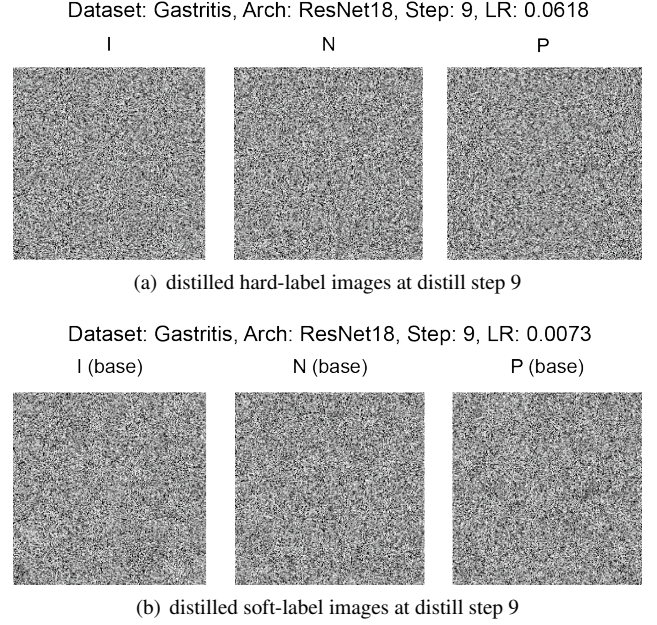 Dataset: Gastritis, Arch: ResNet18, Step: 9, LR: 0.0618
I N P
(a) distilled hard-label images at distill step 9
Dataset: Gastritis, Arch: ResNet18, Step: 9, LR: 0.0073
I (base) N (base) P (base)
(b) distilled soft-label images at distill step 9